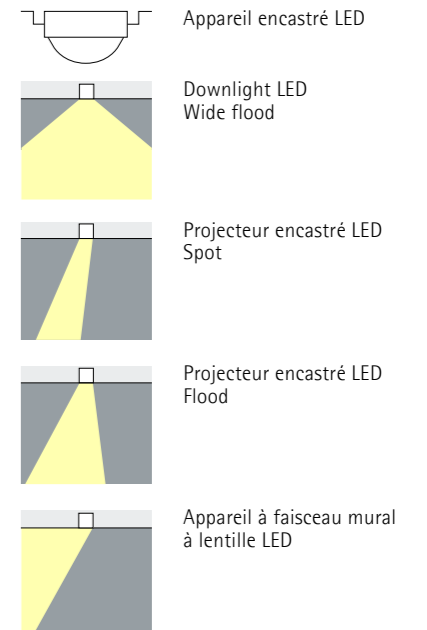 Appareil encastré LED
Downlight LED
Wide flood
Projecteur encastré LED
Spot
Projecteur encastré LED
Flood
Appareil à faisceau mural
à lentille LED